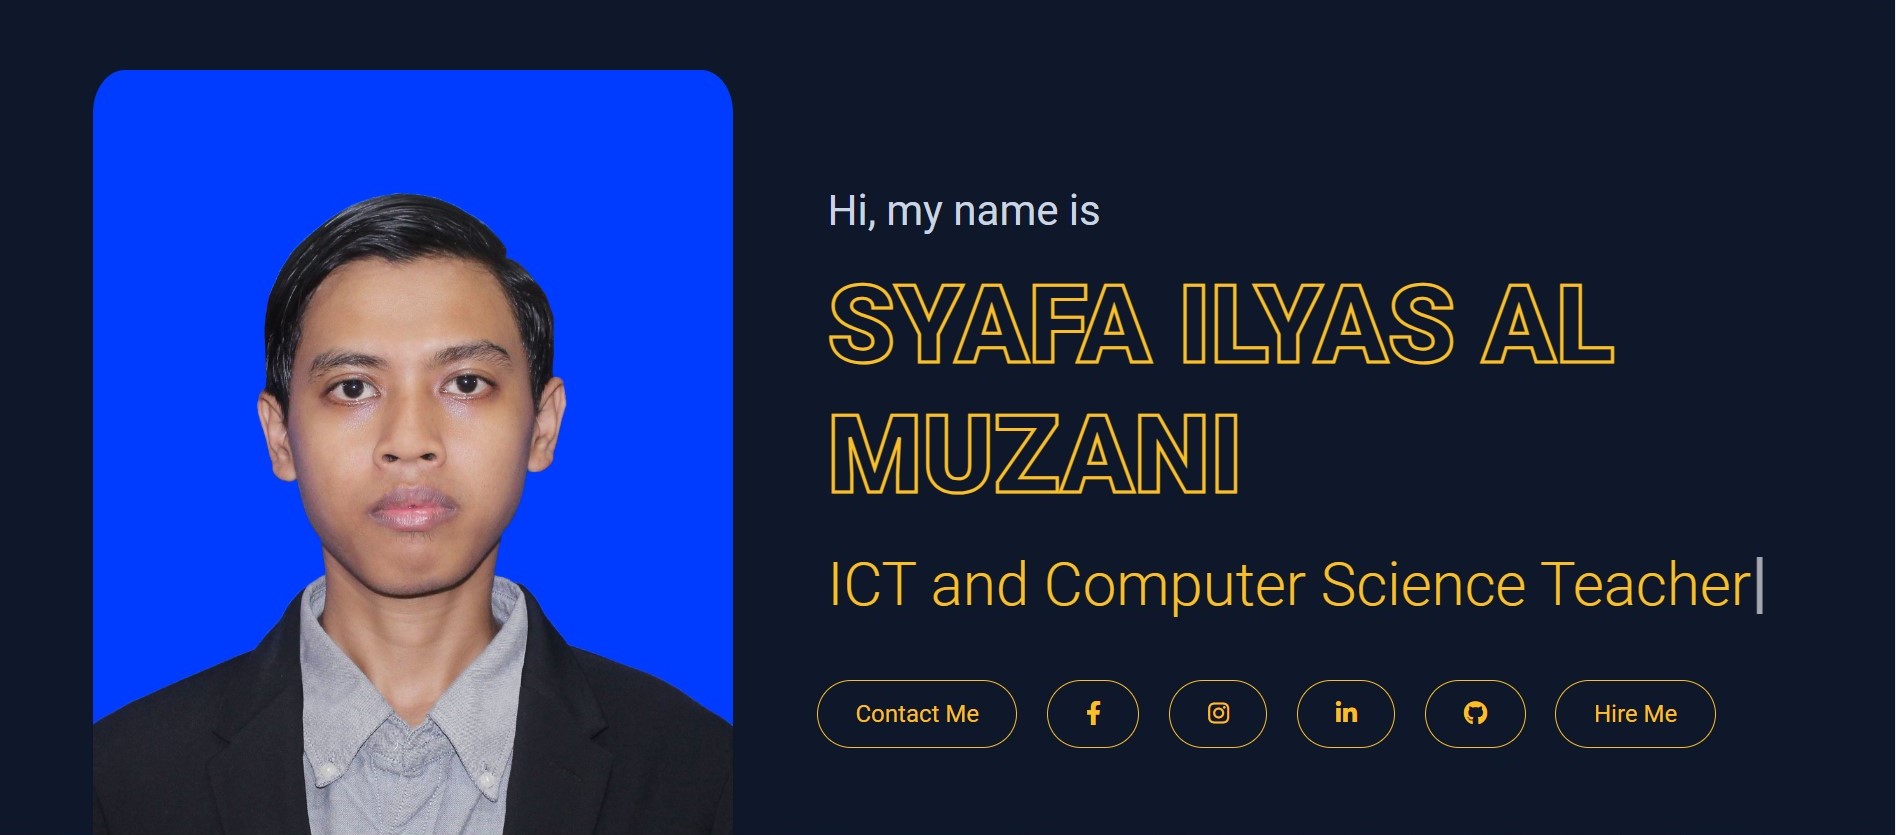 Hi, my name is
SYAFA ILYAS AL
MUZANI
ICT and Computer Science Teacher
Contact Me
Hire Me